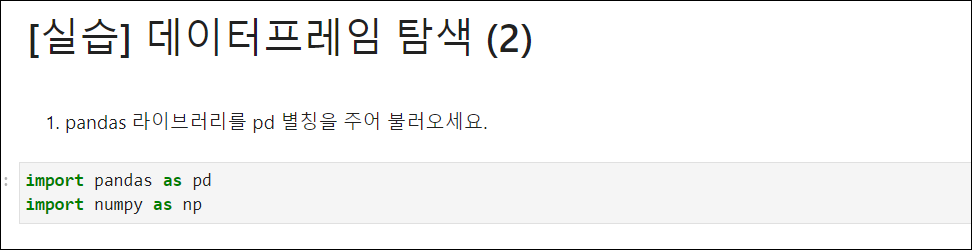 [실습] 데이터프레임 탐색 (2)
1. pandas 라이브러리를 pd 별칭을 주어 불러오세요.
: import pandas as pd
import numpy as np